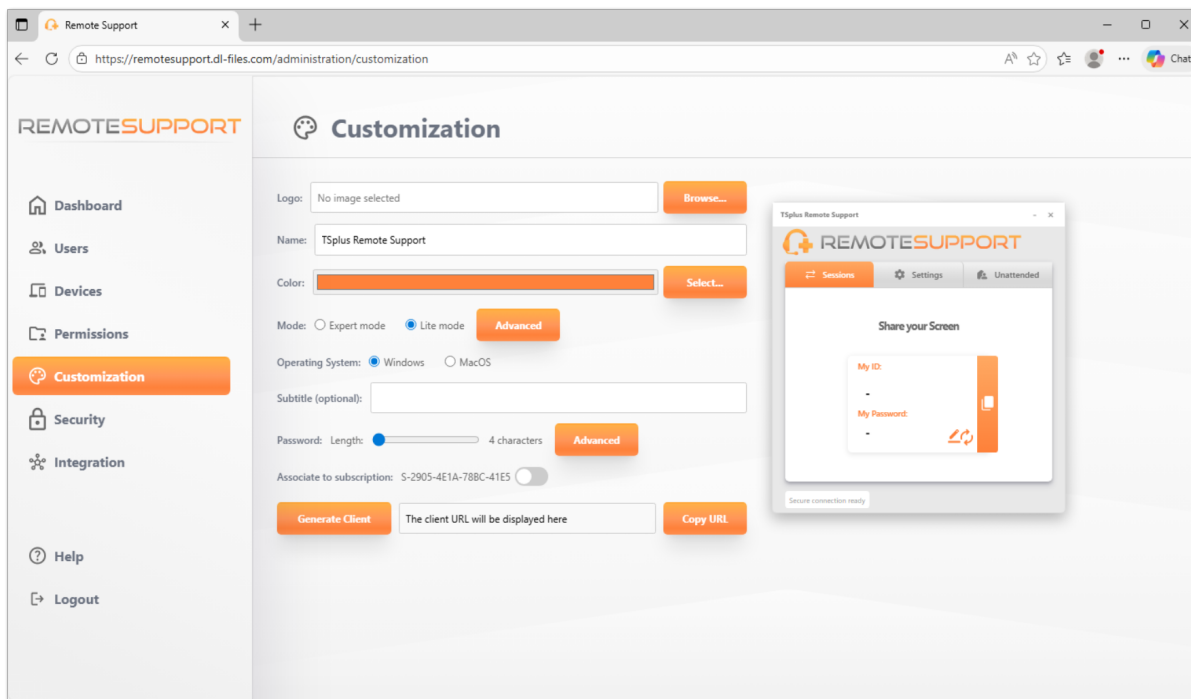 Remote Support
https://remotesupport.dl-files.com/administration/customization
Chat
REMOTESUPPORT
Customization
Dashboard
Users
Devices
Permissions
Customization
Security
Integration
Help
Logout
Logo: No image selected Browse...
Name: TSplus Remote Support
Color: Select...
Mode: Expert mode Lite mode Advanced
Operating System: Windows MacOS
Subtitle (optional):
Password: Length: 4 characters Advanced
Associate to subscription: S-2905-4E1A-78BC-41E5
Generate Client The client URL will be displayed here Copy URL
TSplus Remote Support
REMOTESUPPORT
Sessions Settings Unattended
Share your Screen
My ID:
-
My Password:
-
Secure connection ready